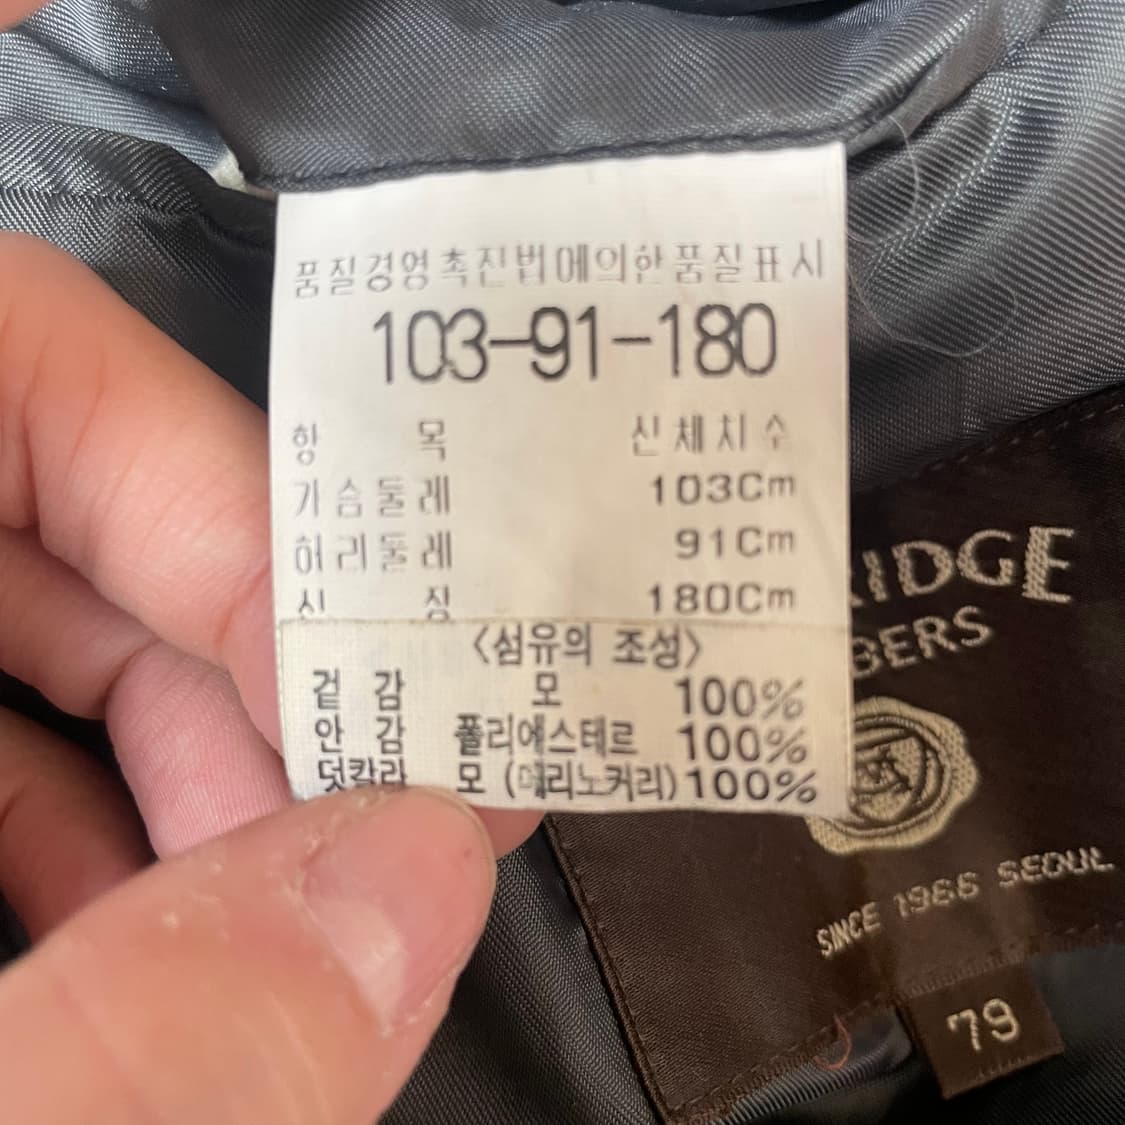 품질경영촉진법에의한품질표시
103-91-180
항 목 신체치수
가슴둘레 103Cm
허리둘레 91Cm
신 장 180Cm
〈섬유의 조성〉
겉 감 모 100%
안 감 폴리에스테르 100%
덧칼라 모 (메리노커리) 100%
RIDGE
BERS
SINCE 1966 SEOUL
79